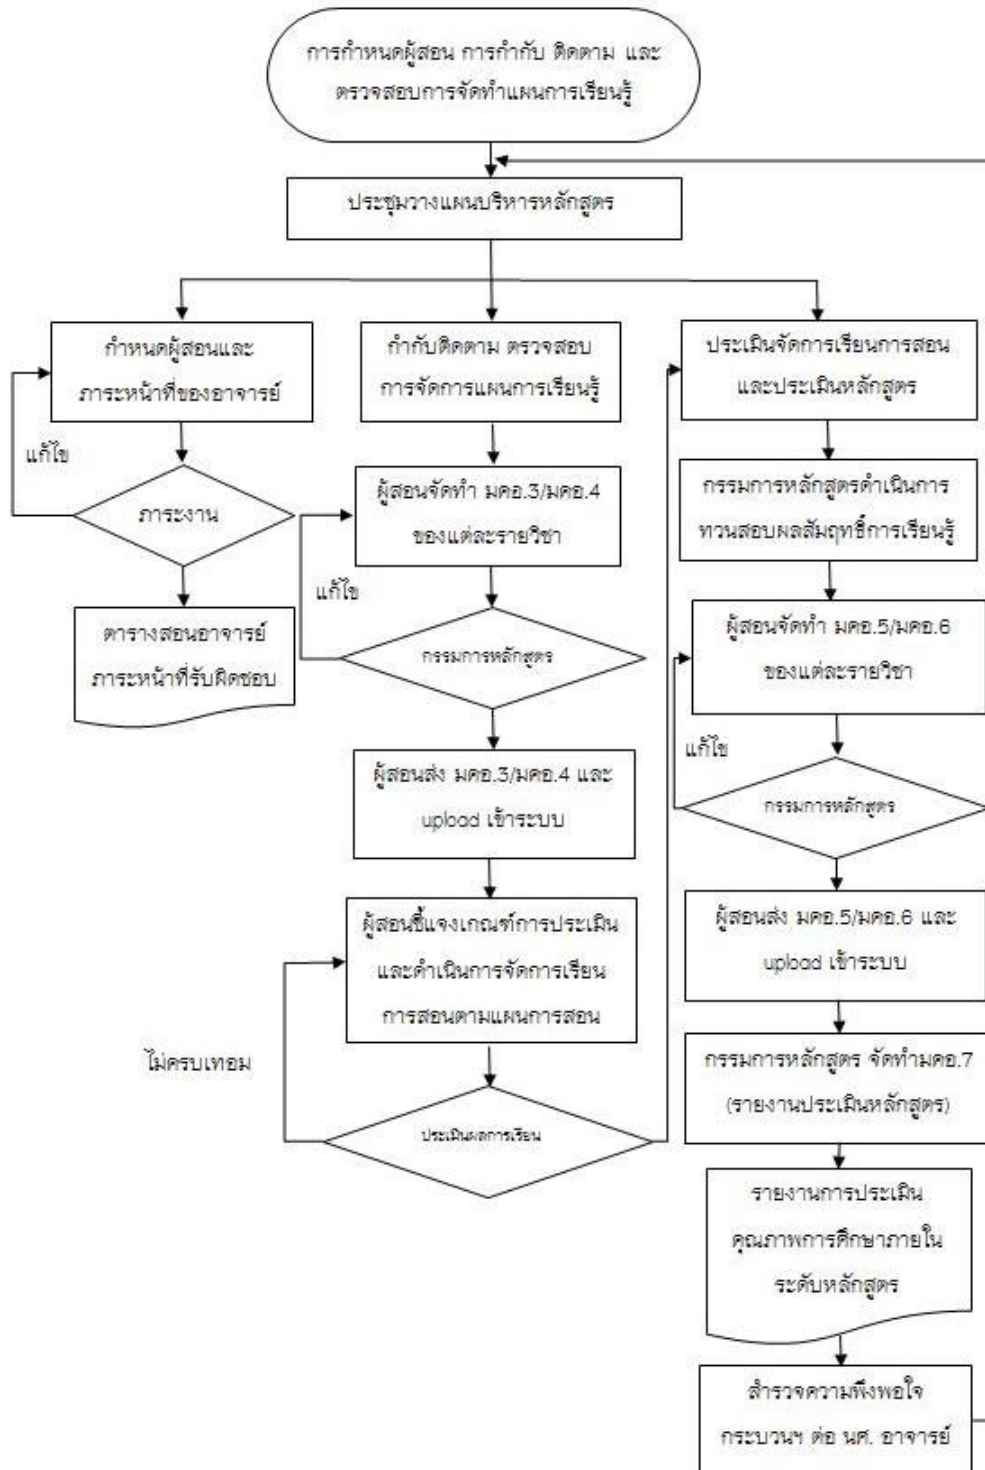 การกำหนดผู้สอน การกำกับ ติดตาม และ
ตรวจสอบการจัดทำแผนการเรียนรู้
ประชุมวางแผนบริหารหลักสูตร
กำหนดผู้สอนและ
ภาระหน้าที่ของอาจารย์
แก้ไข
ภาระงาน
ตารางสอนอาจารย์
ภาระหน้าที่รับผิดชอบ
กำกับติดตาม ตรวจสอบ
การจัดการแผนการเรียนรู้
ผู้สอนจัดทำ มคอ.3/มคอ.4
ของแต่ละรายวิชา
แก้ไข
กรรมการหลักสูตร
ผู้สอนส่ง มคอ.3/มคอ.4 และ
upload เข้าระบบ
ผู้สอนชี้แจงเกณฑ์การประเมิน
และดำเนินการจัดการเรียน
การสอนตามแผนการสอน
ไม่ครบเทอม
ประเมินผลการเรียน
ประเมินจัดการเรียนการสอน
และประเมินหลักสูตร
กรรมการหลักสูตรดำเนินการ
ทวนสอบผลสัมฤทธิ์การเรียนรู้
ผู้สอนจัดทำ มคอ.5/มคอ.6
ของแต่ละรายวิชา
แก้ไข
กรรมการหลักสูตร
ผู้สอนส่ง มคอ.5/มคอ.6 และ
upload เข้าระบบ
กรรมการหลักสูตร จัดทำมคอ.7
(รายงานประเมินหลักสูตร)
รายงานการประเมิน
คุณภาพการศึกษาภายใน
ระดับหลักสูตร
สำรวจความพึงพอใจ
กระบวนฯ ต่อ นศ. อาจารย์